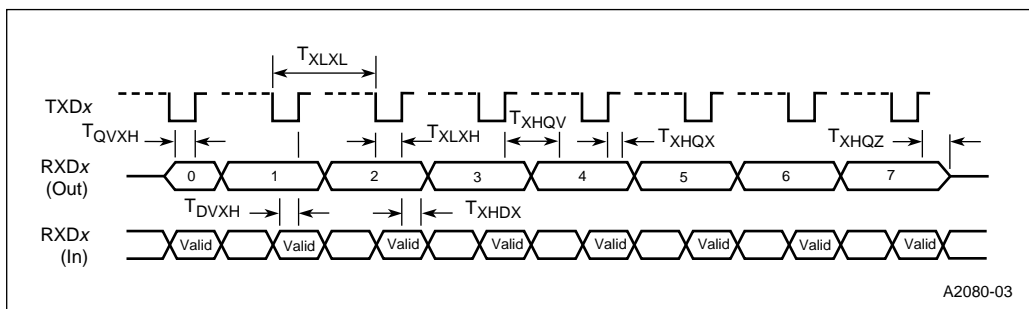 TXLXL
TXDx
TQVXH
TXLXH
TXHQV
TXHQX
TXHQZ
RXDx
(Out)
0 1 2 3 4 5 6 7
TDVXH
TXHDX
RXDx
(In)
Valid Valid Valid Valid Valid Valid Valid Valid
A2080-03